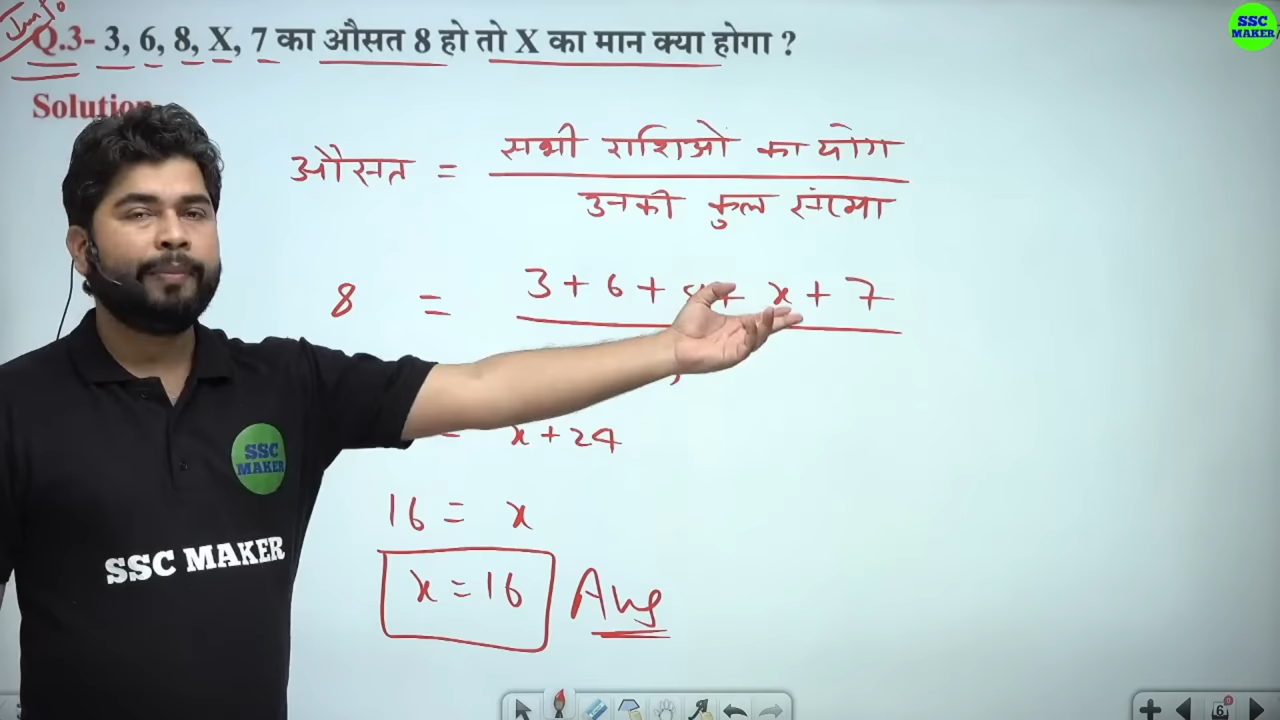 Q.3- 3, 6, 8, X, 7 का औसत 8 हो तो X का मान क्या होगा ?
SSC
MAKER
Solution
औसत = सभी राशिओ का योग
उनकी कुल संख्या
8 = 3 + 6 + + x + 7
= x + 24
16 = x
x = 16 Ans
SSC
MAKER
SSC MAKER
6